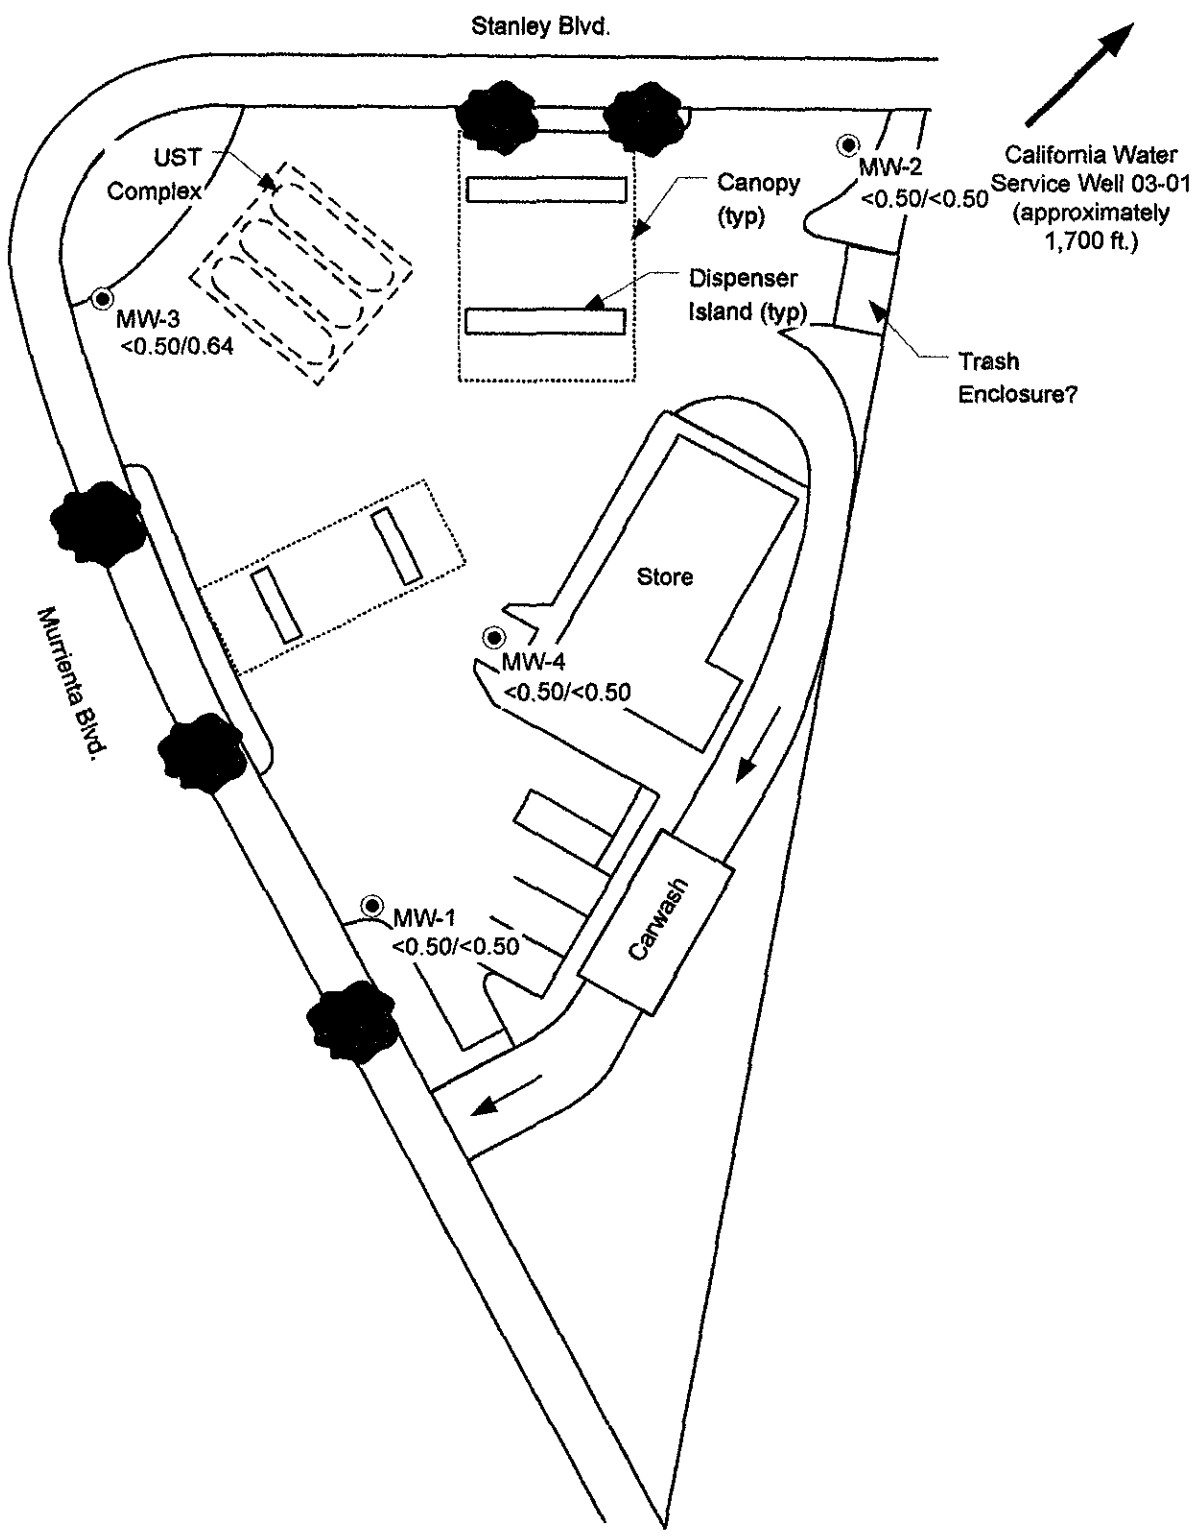 Stanley Blvd.
UST
Complex
MW-2
<0.50/<0.50
California Water
Service Well 03-01
(approximately
1,700 ft.)
Canopy
(typ)
Dispenser
Island (typ)
MW-3
<0.50/0.64
Trash
Enclosure?
Store
Murrienta Blvd.
MW-4
<0.50/<0.50
Carwash
MW-1
<0.50/<0.50